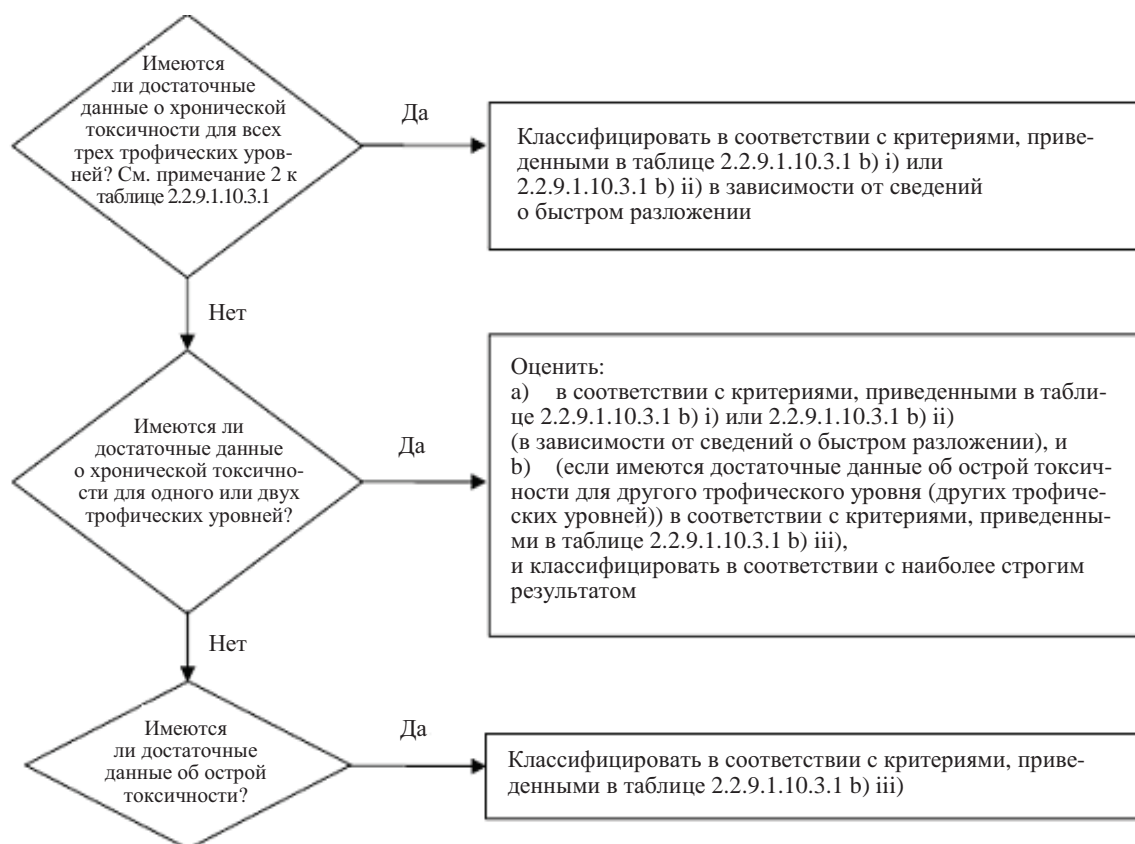 Имеются
ли достаточные
данные о хронической
токсичности для всех
трех трофических уров-
ней? См. примечание 2 к
таблице 2.2.9.1.10.3.1
Да
Классифицировать в соответствии с критериями, приве-
денными в таблице 2.2.9.1.10.3.1 b) i) или
2.2.9.1.10.3.1 b) ii) в зависимости от сведений
о быстром разложении
Нет
Имеются ли
достаточные данные
о хронической токсично-
сти для одного или двух
трофических уровней?
Да
Оценить:
a) в соответствии с критериями, приведенными в табли-
це 2.2.9.1.10.3.1 b) i) или 2.2.9.1.10.3.1 b) ii)
(в зависимости от сведений о быстром разложении), и
b) (если имеются достаточные данные об острой токсич-
ности для другого трофического уровня (других трофиче-
ских уровней)) в соответствии с критериями, приведенны-
ми в таблице 2.2.9.1.10.3.1 b) iii),
и классифицировать в соответствии с наиболее строгим
результатом
Нет
Имеются
ли достаточные
данные об острой
токсичности?
Да
Классифицировать в соответствии с критериями, приве-
денными в таблице 2.2.9.1.10.3.1 b) iii)